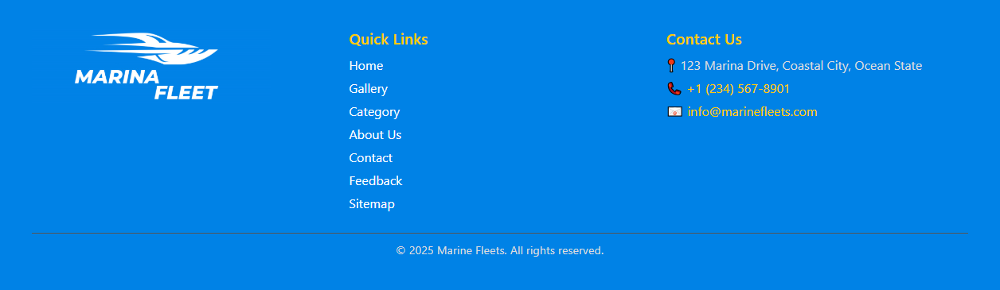 MARINA
FLEET
Quick Links
Home
Gallery
Category
About Us
Contact
Feedback
Sitemap
Contact Us
123 Marina Drive, Coastal City, Ocean State
+1 (234) 567-8901
info@marinefleets.com
© 2025 Marine Fleets. All rights reserved.